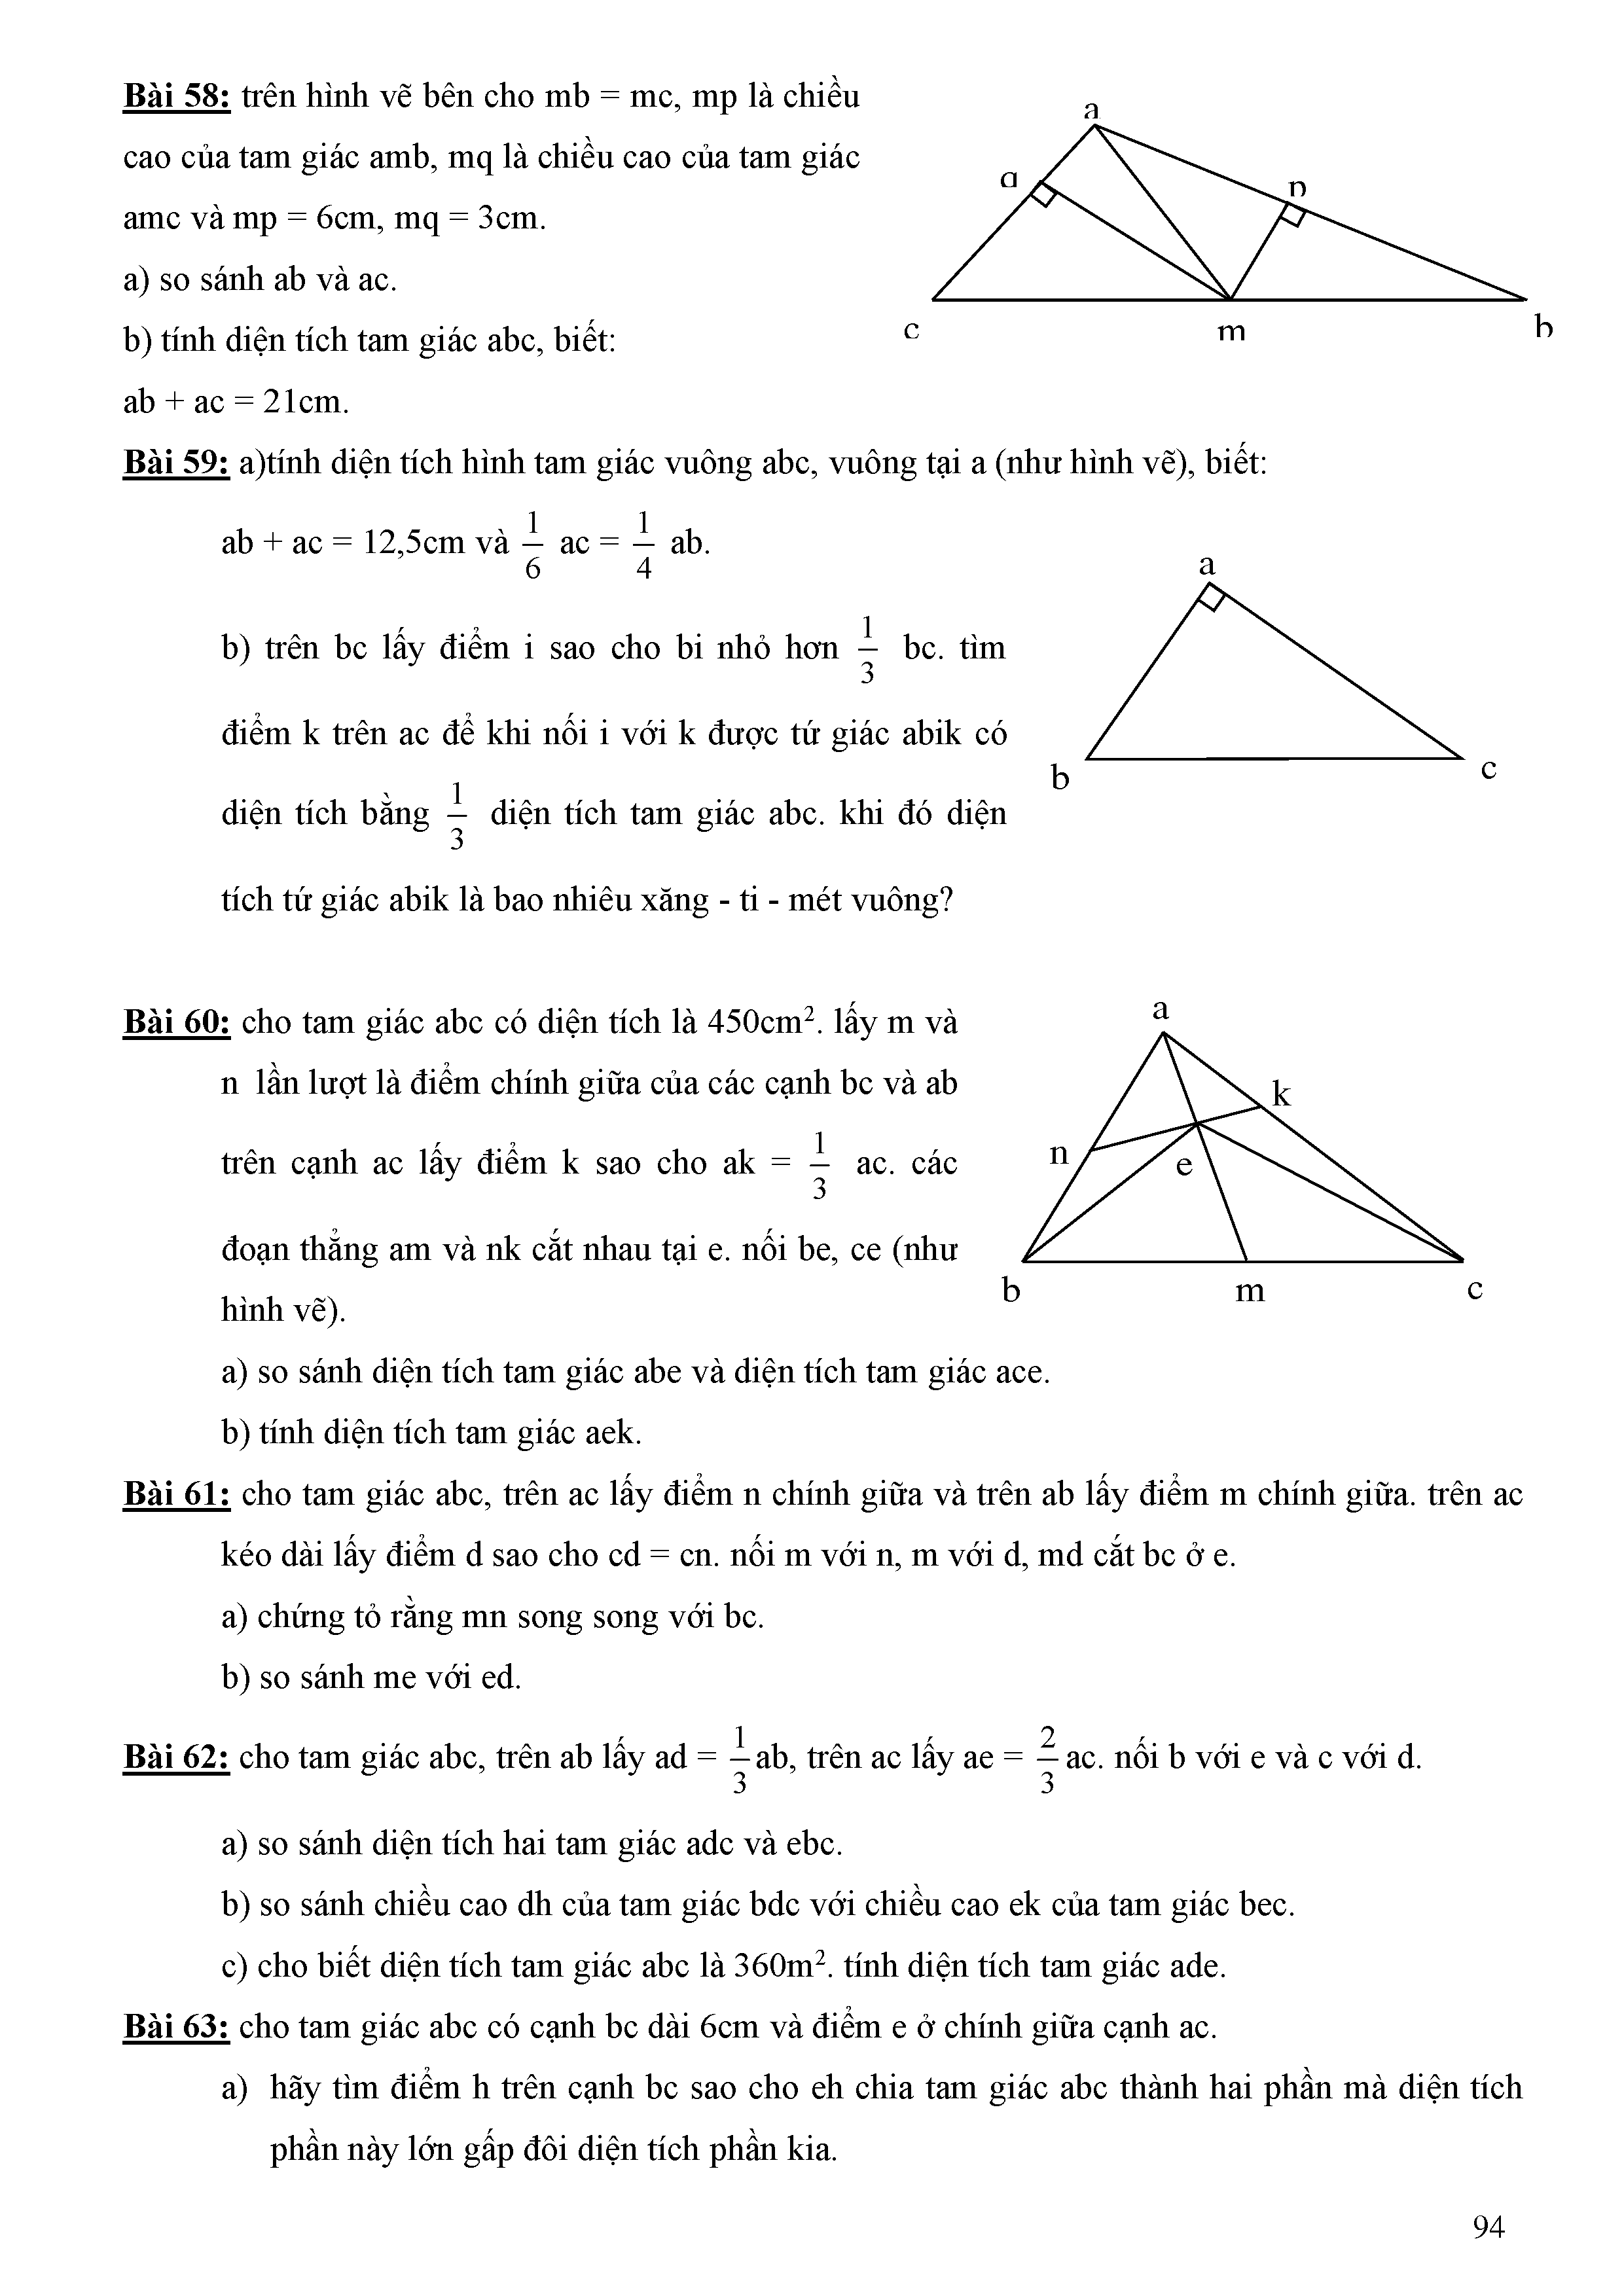 Bài 58: trên hình vẽ bên cho mb = mc, mp là chiều
cao của tam giác amb, mq là chiều cao của tam giác
amc và mp = 6cm, mq = 3cm.
a) so sánh ab và ac.
b) tính diện tích tam giác abc, biết:
ab + ac = 21cm.
a
q
p
c
m
b
Bài 59: a)tính diện tích hình tam giác vuông abc, vuông tại a (như hình vẽ), biết:
ab + ac = 12,5cm và 1/6 ac = 1/4 ab.
b) trên bc lấy điểm i sao cho bi nhỏ hơn 1/3 bc. tìm
điểm k trên ac để khi nối i với k được tứ giác abik có
diện tích bằng 1/3 diện tích tam giác abc. khi đó diện
tích tứ giác abik là bao nhiêu xăng - ti - mét vuông?
a
b
c
Bài 60: cho tam giác abc có diện tích là 450cm². lấy m và
n lần lượt là điểm chính giữa của các cạnh bc và ab
trên cạnh ac lấy điểm k sao cho ak = 1/3 ac. các
đoạn thẳng am và nk cắt nhau tại e. nối be, ce (như
hình vẽ).
a
k
n
e
b
m
c
a) so sánh diện tích tam giác abe và diện tích tam giác ace.
b) tính diện tích tam giác aek.
Bài 61: cho tam giác abc, trên ac lấy điểm n chính giữa và trên ab lấy điểm m chính giữa. trên ac
kéo dài lấy điểm d sao cho cd = cn. nối m với n, m với d, md cắt bc ở e.
a) chứng tỏ rằng mn song song với bc.
b) so sánh me với ed.
Bài 62: cho tam giác abc, trên ab lấy ad = 1/3 ab, trên ac lấy ae = 2/3 ac. nối b với e và c với d.
a) so sánh diện tích hai tam giác adc và ebc.
b) so sánh chiều cao dh của tam giác bdc với chiều cao ek của tam giác bec.
c) cho biết diện tích tam giác abc là 360m². tính diện tích tam giác ade.
Bài 63: cho tam giác abc có cạnh bc dài 6cm và điểm e ở chính giữa cạnh ac.
a) hãy tìm điểm h trên cạnh bc sao cho eh chia tam giác abc thành hai phần mà diện tích
phần này lớn gấp đôi diện tích phần kia.
94